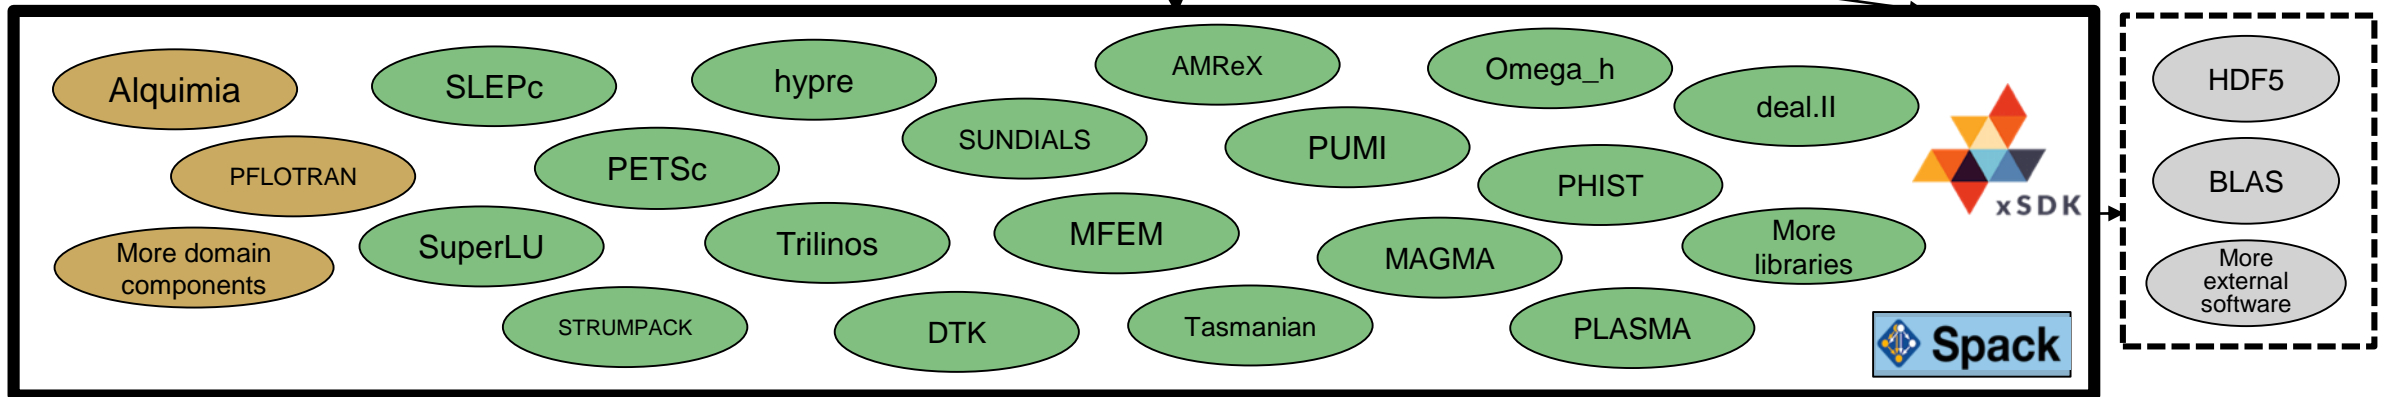 Alquimia
SLEPc
hypre
AMReX
Omega_h
deal.II
HDF5
SUNDIALS
PUMI
PFLOTRAN
PETSc
PHIST
BLAS
xSDK
More domain
components
SuperLU
Trilinos
MFEM
MAGMA
More
libraries
More
external
software
STRUMPACK
DTK
Tasmanian
PLASMA
Spack